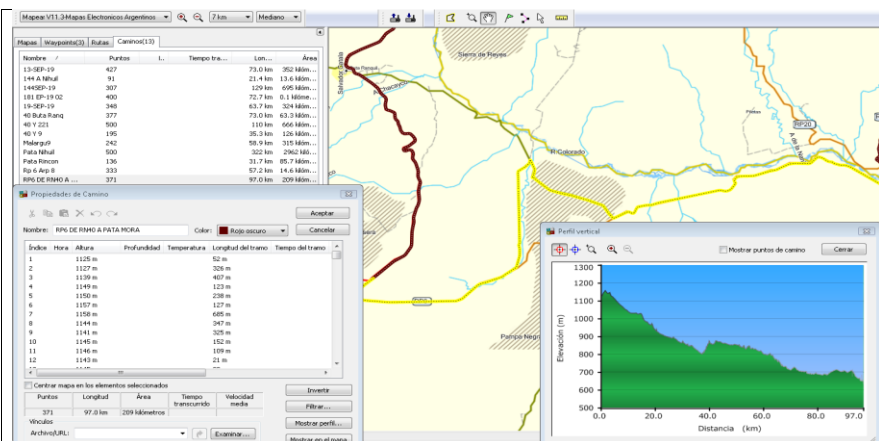 Mapear V11.3-Mapas Electronicos Argentinos
7 km
Mediano
Mapas
Waypoints(3)
Rutas
Caminos(13)
Nombre / Puntos I.. Tiempo tra... Lon... Área
13-SEP-19 427 73.0 km 352 kilóm...
144 A Nihuil 91 21.4 km 13.6 kilóm...
144SEP-19 307 129 km 695 kilóm...
181 EP-19 02 400 72.7 km 0.1 kilóme...
19-SEP-19 348 63.7 km 324 kilóm...
40 Buta Ranq 377 73.0 km 63.3 kilóm...
40 Y 221 500 110 km 666 kilóm...
40 Y 9 195 35.3 km 126 kilóm...
Malargu9 242 58.9 km 315 kilóm...
Pata Nihuil 500 322 km 2962 kiló...
Pata Rincon 136 31.7 km 85.7 kilóm...
Rp 6 Arp 8 333 57.2 km 14.6 kilóm...
RP6 DE RN40 A ... 371 97.0 km 209 kilóm...
Sierra de Reyes
R.Colorado
RP20
Pampa Negr
Propiedades de Camino
Aceptar
Nombre: RP6 DE RN40 A PATA MORA
Color: Rojo oscuro
Cancelar
Índice Hora Altura Profundidad Temperatura Longitud del tramo Tiempo del tramo
1 1125 m 52 m
2 1127 m 326 m
3 1139 m 407 m
4 1149 m 123 m
5 1150 m 238 m
6 1157 m 127 m
7 1158 m 685 m
8 1144 m 347 m
9 1141 m 325 m
10 1145 m 152 m
11 1146 m 109 m
12 1143 m 21 m
Centrar mapa en los elementos seleccionados
Puntos Longitud Área Tiempo transcurrido Velocidad media
371 97.0 km 209 kilómetros
Vínculos
Archivo/URL:
Examinar...
Invertir
Filtrar...
Mostrar perfil...
Mostrar en el mapa
Perfil vertical
Mostrar puntos de camino
Cerrar
Elevación (m)
1300
1200
1100
1000
900
800
700
600
500
0.0 20.0 40.0 60.0 80.0 97.0
Distancia (km)